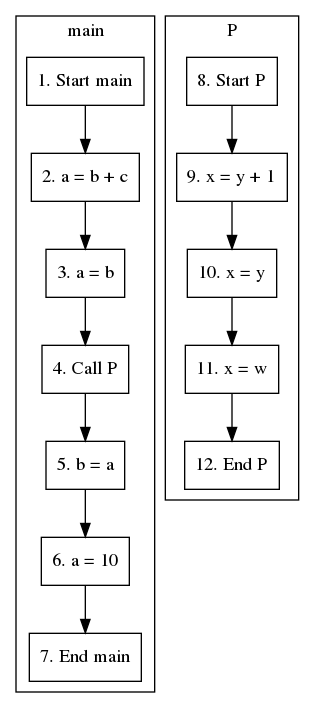 main
1. Start main
2. a = b + c
3. a = b
4. Call P
5. b = a
6. a = 10
7. End main
P
8. Start P
9. x = y + 1
10. x = y
11. x = w
12. End P